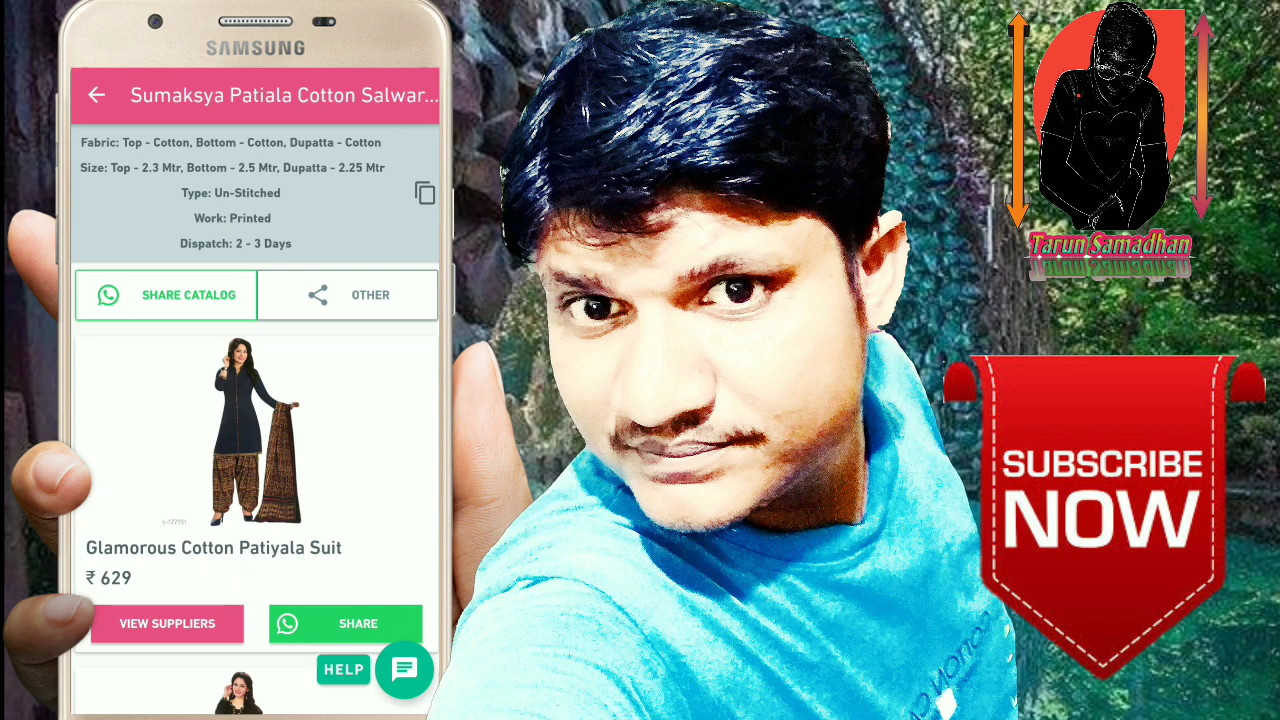 SAMSUNG
Sumaksya Patiala Cotton Salwar...
Fabric: Top - Cotton, Bottom - Cotton, Dupatta - Cotton
Size: Top - 2.3 Mtr, Bottom - 2.5 Mtr, Dupatta - 2.25 Mtr
Type: Un-Stitched
Work: Printed
Dispatch: 2 - 3 Days
SHARE CATALOG
OTHER
s-177151
Glamorous Cotton Patiyala Suit
₹ 629
VIEW SUPPLIERS
SHARE
HELP
Tarun Samadhan
SUBSCRIBE
NOW